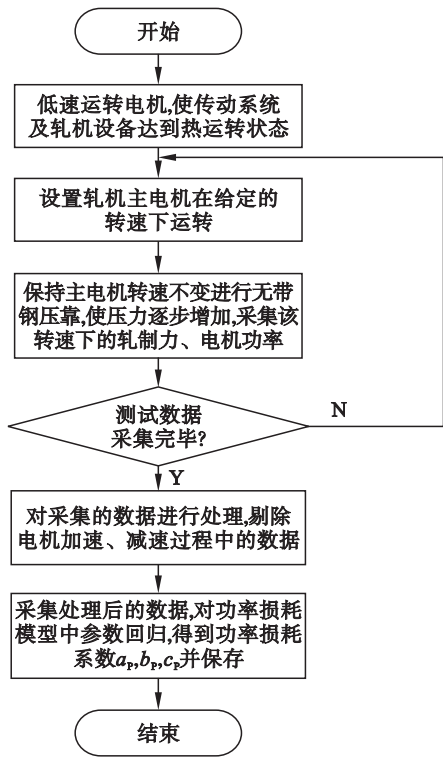 开始
低速运转电机,使传动系统
及轧机设备达到热运转状态
设置轧机主电机在给定的
转速下运转
保持主电机转速不变进行无带
钢压靠,使压力逐步增加,采集该
转速下的轧制力、电机功率
测试数据
采集完毕?
N
Y
对采集的数据进行处理,剔除
电机加速、减速过程中的数据
采集处理后的数据,对功率损耗
模型中参数回归,得到功率损耗
系数aₚ,bₚ,cₚ并保存
结束